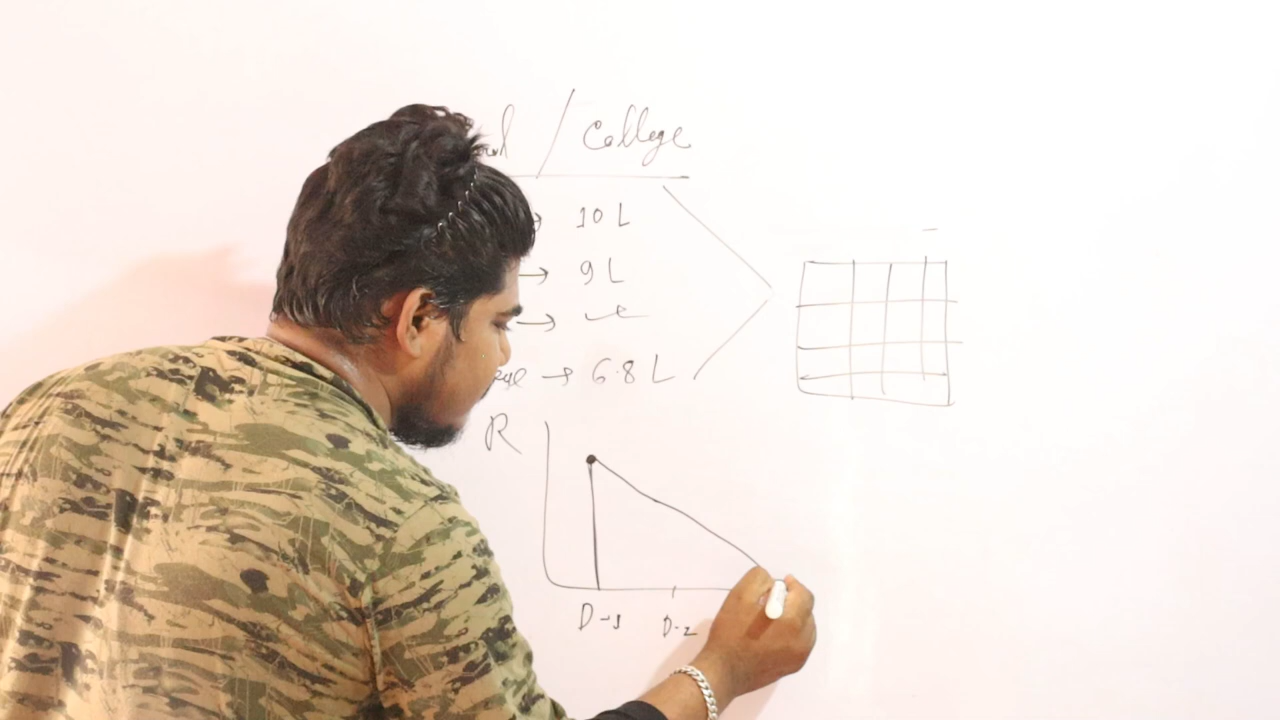 / College
10 L
→ 9 L
→
→ 6.8 L
R
D-1
D-2